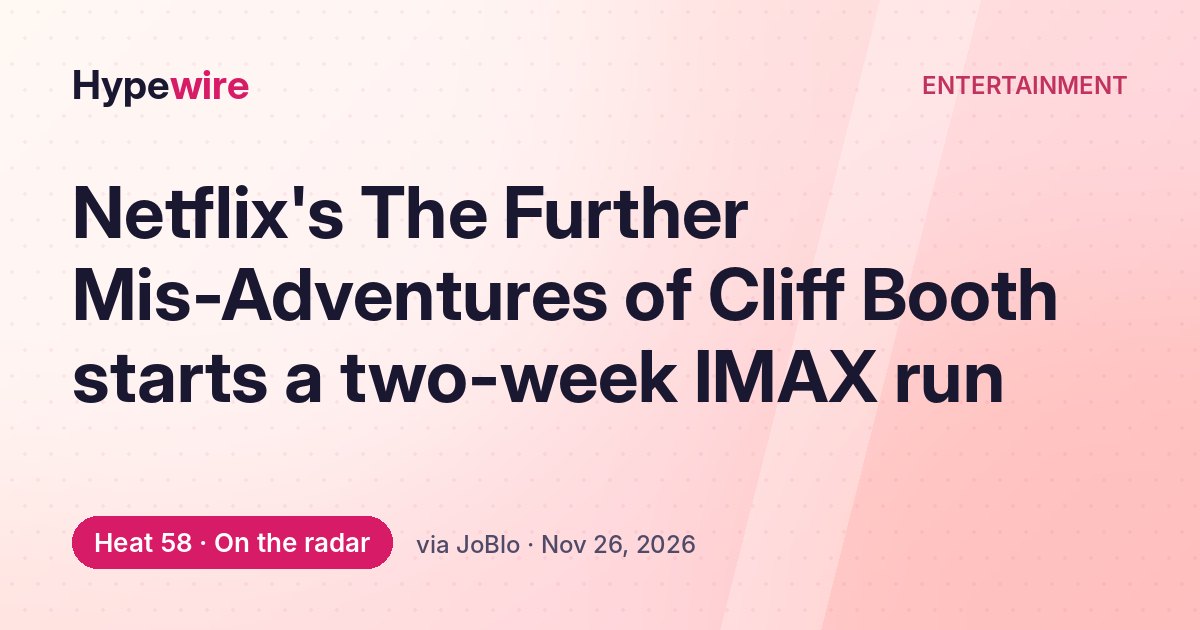 Hypewire
ENTERTAINMENT
Netflix's The Further
Mis-Adventures of Cliff Booth
starts a two-week IMAX run
Heat 58 · On the radar
via JoBlo · Nov 26, 2026